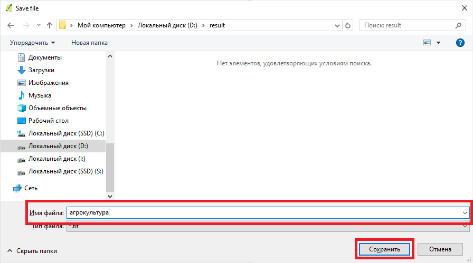 Save file
Мой компьютер > Локальный диск (D:) > result
Поиск: result
Упорядочить
Новая папка
Документы
Загрузки
Изображения
Музыка
Объемные объекты
Рабочий стол
Локальный диск (SSD) (C:)
Локальный диск (D:)
Локальный диск (SSD) (S:)
Сеть
Нет элементов, удовлетворяющих условиям поиска.
Имя файла: агрокультура
Тип файла:
Скрыть папки
Сохранить
Отмена